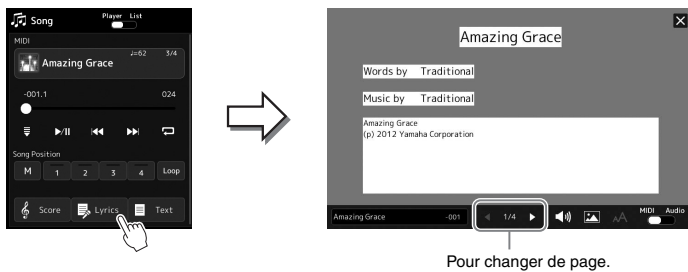 Song
Player List
MIDI
♩=62 3/4
Amazing Grace
-001.1 024
Song Position
M 1 2 3 4 Loop
Score Lyrics Text
Amazing Grace
Words by Traditional
Music by Traditional
Amazing Grace
(p) 2012 Yamaha Corporation
Amazing Grace -001 1/4 AA MIDI Audio
Pour changer de page.